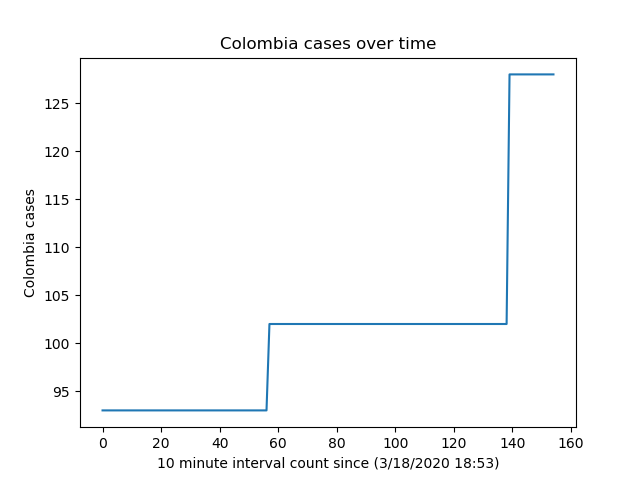 Colombia cases over time
Colombia cases
125
120
115
110
105
100
95
0 20 40 60 80 100 120 140 160
10 minute interval count since (3/18/2020 18:53)